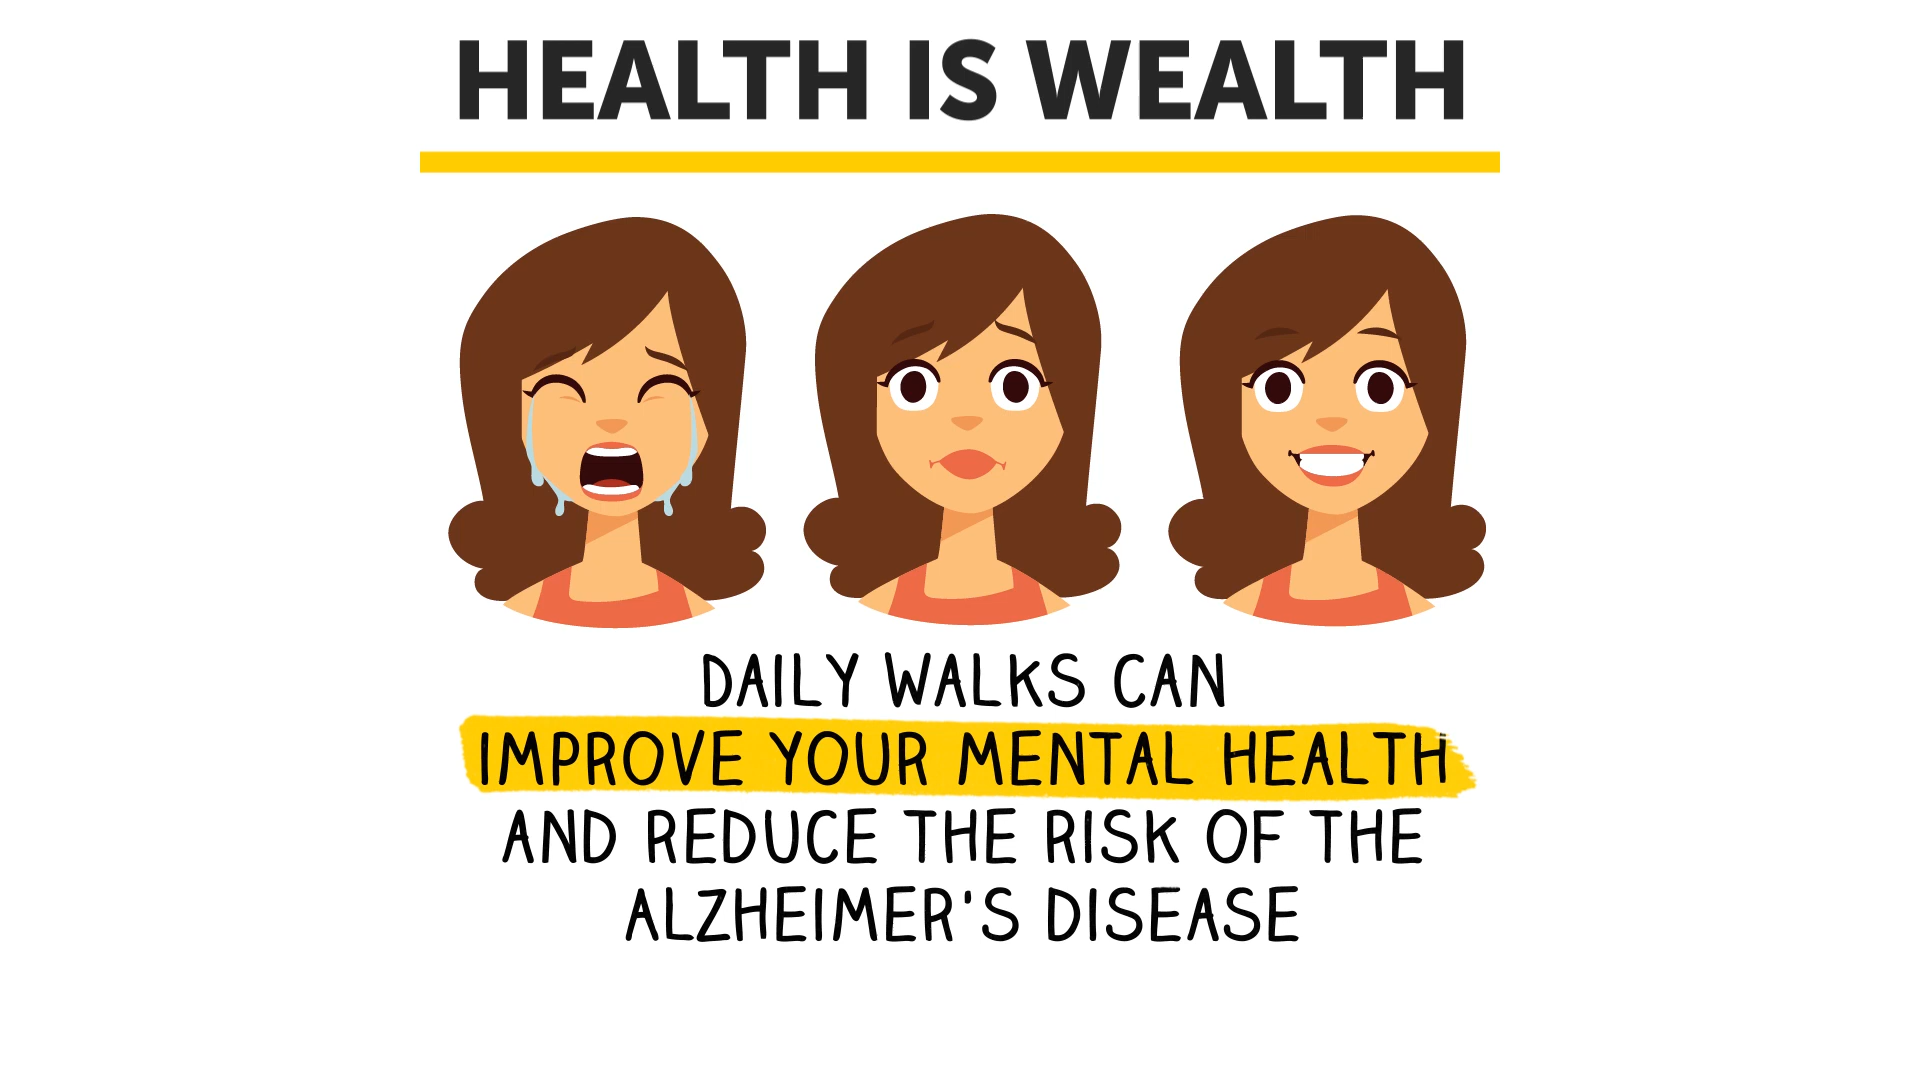 HEALTH IS WEALTH
DAILY WALKS CAN
IMPROVE YOUR MENTAL HEALTH
AND REDUCE THE RISK OF THE
ALZHEIMER'S DISEASE